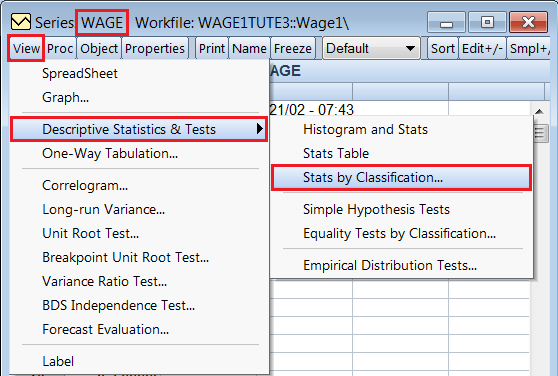 Series: WAGE Workfile: WAGE1TUTE3::Wage1\
View Proc Object Properties Print Name Freeze Default Sort Edit+/- Smpl+/
AGE
21/02 - 07:43
SpreadSheet
Graph...
Descriptive Statistics & Tests
One-Way Tabulation...
Correlogram...
Long-run Variance...
Unit Root Test...
Breakpoint Unit Root Test...
Variance Ratio Test...
BDS Independence Test...
Forecast Evaluation...
Label
Histogram and Stats
Stats Table
Stats by Classification...
Simple Hypothesis Tests
Equality Tests by Classification...
Empirical Distribution Tests...